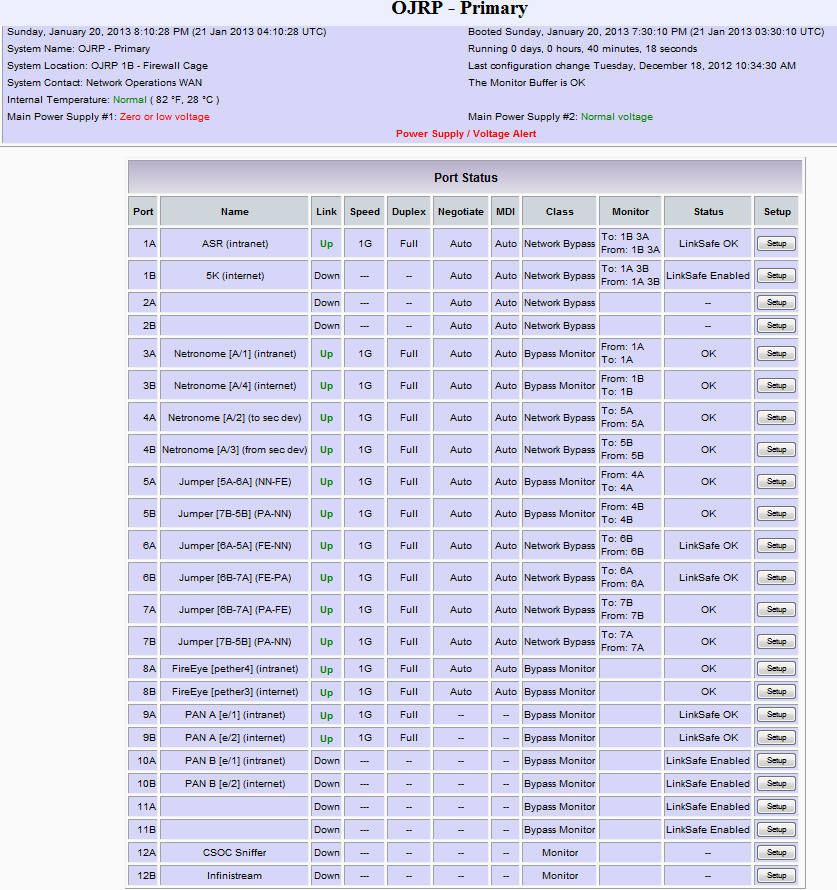 OJRP - Primary
Sunday, January 20, 2013 8:10:28 PM (21 Jan 2013 04:10:28 UTC) Booted Sunday, January 20, 2013 7:30:10 PM (21 Jan 2013 03:30:10 UTC)
System Name: OJRP - Primary Running 0 days, 0 hours, 40 minutes, 18 seconds
System Location: OJRP 1B - Firewall Cage Last configuration change Tuesday, December 18, 2012 10:34:30 AM
System Contact: Network Operations WAN The Monitor Buffer is OK
Internal Temperature: Normal ( 82 °F, 28 °C )
Main Power Supply #1: Zero or low voltage Main Power Supply #2: Normal voltage
Power Supply / Voltage Alert
Port Status
Port Name Link Speed Duplex Negotiate MDI Class Monitor Status Setup
1A ASR (intranet) Up 1G Full Auto Auto Network Bypass To: 1B 3A From: 1B 3A LinkSafe OK Setup
1B 5K (internet) Down --- -- Auto Auto Network Bypass To: 1A 3B From: 1A 3B LinkSafe Enabled Setup
2A Down --- -- Auto Auto Network Bypass -- Setup
2B Down --- -- Auto Auto Network Bypass -- Setup
3A Netronome [A/1] (intranet) Up 1G Full Auto Auto Bypass Monitor From: 1A To: 1A OK Setup
3B Netronome [A/4] (internet) Up 1G Full Auto Auto Bypass Monitor From: 1B To: 1B OK Setup
4A Netronome [A/2] (to sec dev) Up 1G Full Auto Auto Network Bypass To: 5A From: 5A OK Setup
4B Netronome [A/3] (from sec dev) Up 1G Full Auto Auto Network Bypass To: 5B From: 5B OK Setup
5A Jumper [5A-6A] (NN-FE) Up 1G Full Auto Auto Bypass Monitor From: 4A To: 4A OK Setup
5B Jumper [7B-5B] (PA-NN) Up 1G Full Auto Auto Bypass Monitor From: 4B To: 4B OK Setup
6A Jumper [6A-5A] (FE-NN) Up 1G Full Auto Auto Network Bypass To: 6B From: 6B LinkSafe OK Setup
6B Jumper [6B-7A] (FE-PA) Up 1G Full Auto Auto Network Bypass To: 6A From: 6A LinkSafe OK Setup
7A Jumper [6B-7A] (PA-FE) Up 1G Full Auto Auto Network Bypass To: 7B From: 7B OK Setup
7B Jumper [7B-5B] (PA-NN) Up 1G Full Auto Auto Network Bypass To: 7A From: 7A OK Setup
8A FireEye [pether4] (intranet) Up 1G Full Auto Auto Bypass Monitor OK Setup
8B FireEye [pether3] (internet) Up 1G Full Auto Auto Bypass Monitor OK Setup
9A PAN A [e/1] (intranet) Up 1G Full -- -- Bypass Monitor LinkSafe OK Setup
9B PAN A [e/2] (internet) Up 1G Full -- -- Bypass Monitor LinkSafe OK Setup
10A PAN B [e/1] (intranet) Down --- -- -- -- Bypass Monitor LinkSafe Enabled Setup
10B PAN B [e/2] (internet) Down --- -- -- -- Bypass Monitor LinkSafe Enabled Setup
11A Down --- -- -- -- Bypass Monitor LinkSafe Enabled Setup
11B Down --- -- -- -- Bypass Monitor LinkSafe Enabled Setup
12A CSOC Sniffer Down --- -- -- -- Monitor -- Setup
12B Infinistream Down --- -- -- -- Monitor -- Setup